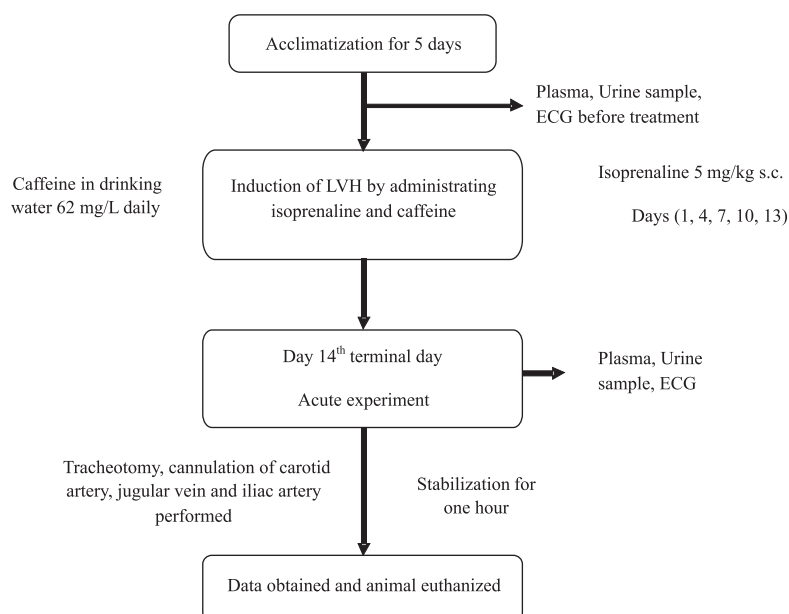 Acclimatization for 5 days
Plasma, Urine sample,
ECG before treatment
Caffeine in drinking
water 62 mg/L daily
Induction of LVH by administrating
isoprenaline and caffeine
Isoprenaline 5 mg/kg s.c.
Days (1, 4, 7, 10, 13)
Day 14th terminal day
Acute experiment
Plasma, Urine
sample, ECG
Tracheotomy, cannulation of carotid
artery, jugular vein and iliac artery
performed
Stabilization for
one hour
Data obtained and animal euthanized